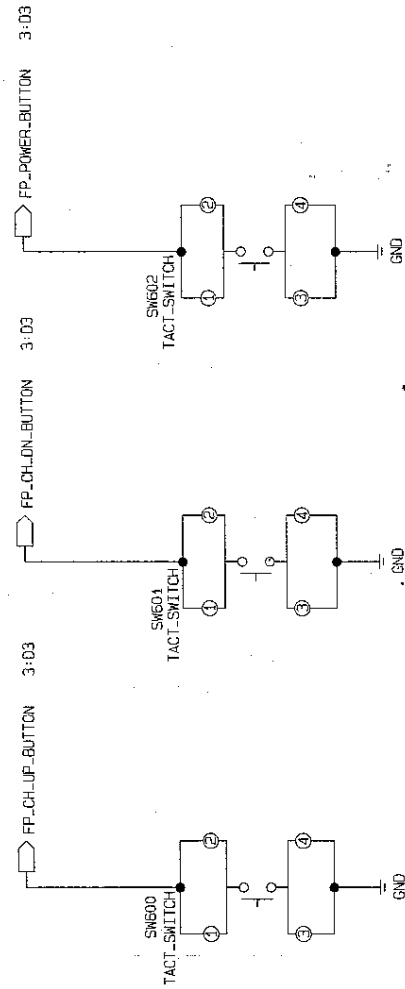 FP_CH_UP_BUTTON 3:03
SW600
TACT_SWITCH
1
2
3
4
GND
FP_CH_DN_BUTTON 3:03
SW601
TACT_SWITCH
1
2
3
4
GND
FP_POWER_BUTTON 3:03
SW602
TACT_SWITCH
1
2
3
4
GND